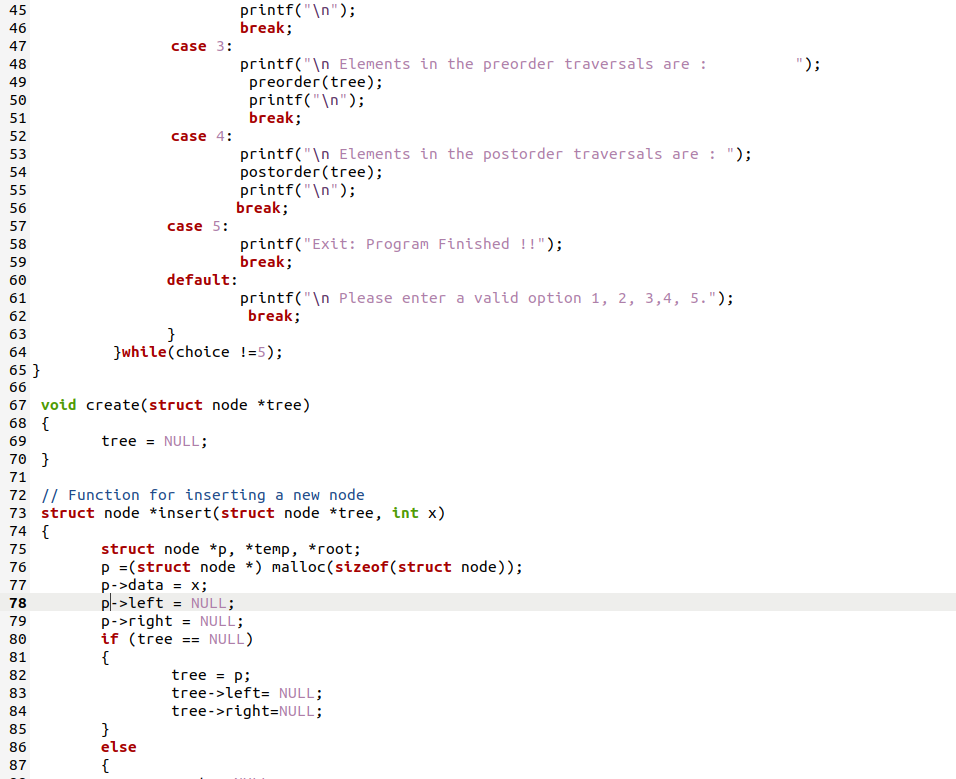 45 printf("\n");
46 break;
47 case 3:
48 printf("\n Elements in the preorder traversals are :          ");
49 preorder(tree);
50 printf("\n");
51 break;
52 case 4:
53 printf("\n Elements in the postorder traversals are : ");
54 postorder(tree);
55 printf("\n");
56 break;
57 case 5:
58 printf("Exit: Program Finished !!");
59 break;
60 default:
61 printf("\n Please enter a valid option 1, 2, 3,4, 5.");
62 break;
63 }
64 }while(choice !=5);
65 }
66
67 void create(struct node *tree)
68 {
69 tree = NULL;
70 }
71
72 // Function for inserting a new node
73 struct node *insert(struct node *tree, int x)
74 {
75 struct node *p, *temp, *root;
76 p =(struct node *) malloc(sizeof(struct node));
77 p->data = x;
78 p->left = NULL;
79 p->right = NULL;
80 if (tree == NULL)
81 {
82 tree = p;
83 tree->left= NULL;
84 tree->right=NULL;
85 }
86 else
87 {